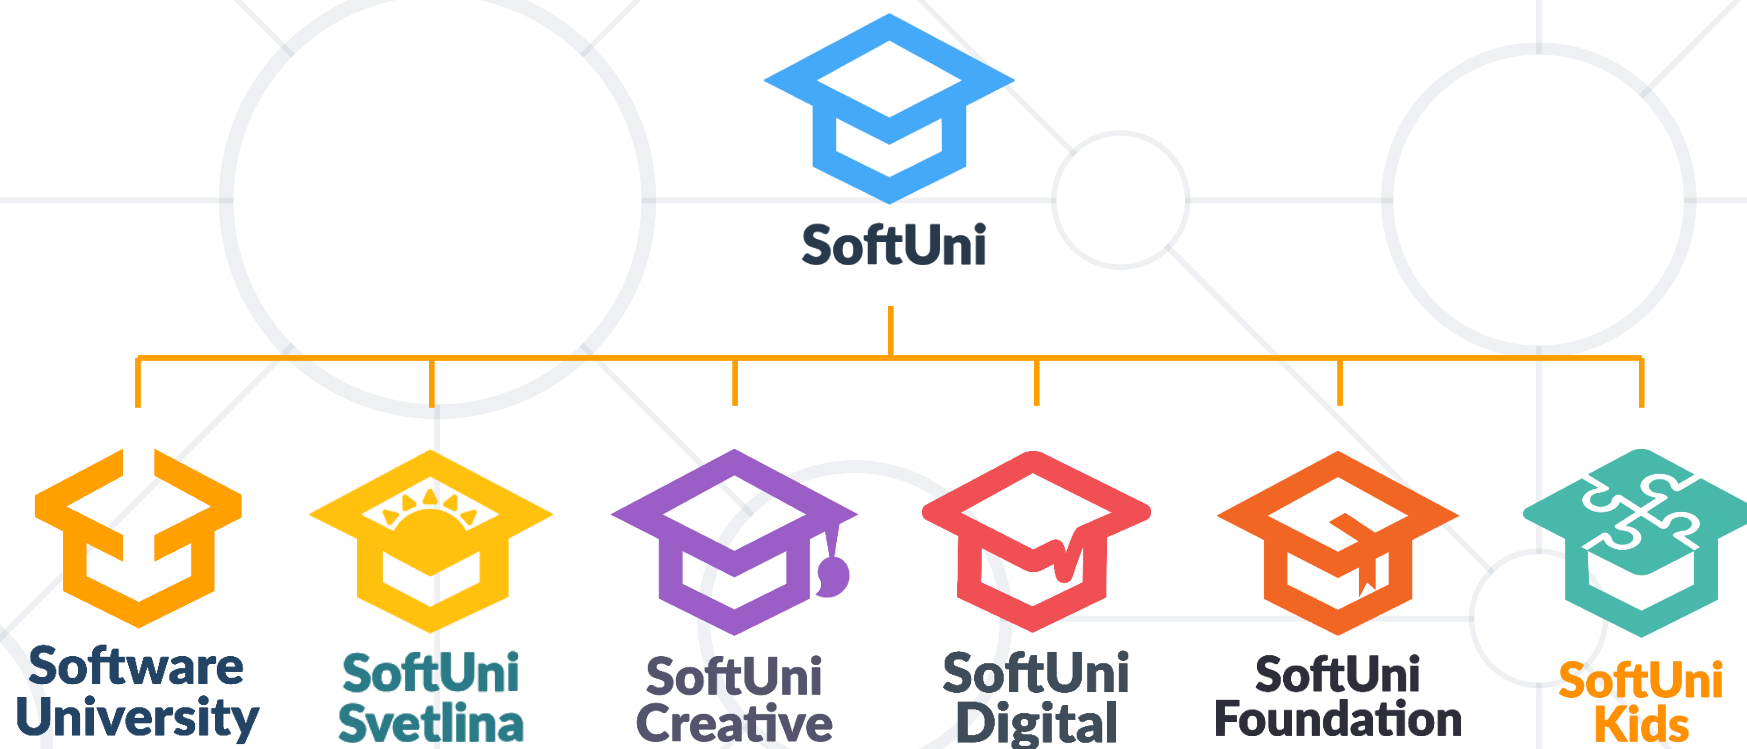 SoftUni
Software
University
SoftUni
Svetlina
SoftUni
Creative
SoftUni
Digital
SoftUni
Foundation
SoftUni
Kids